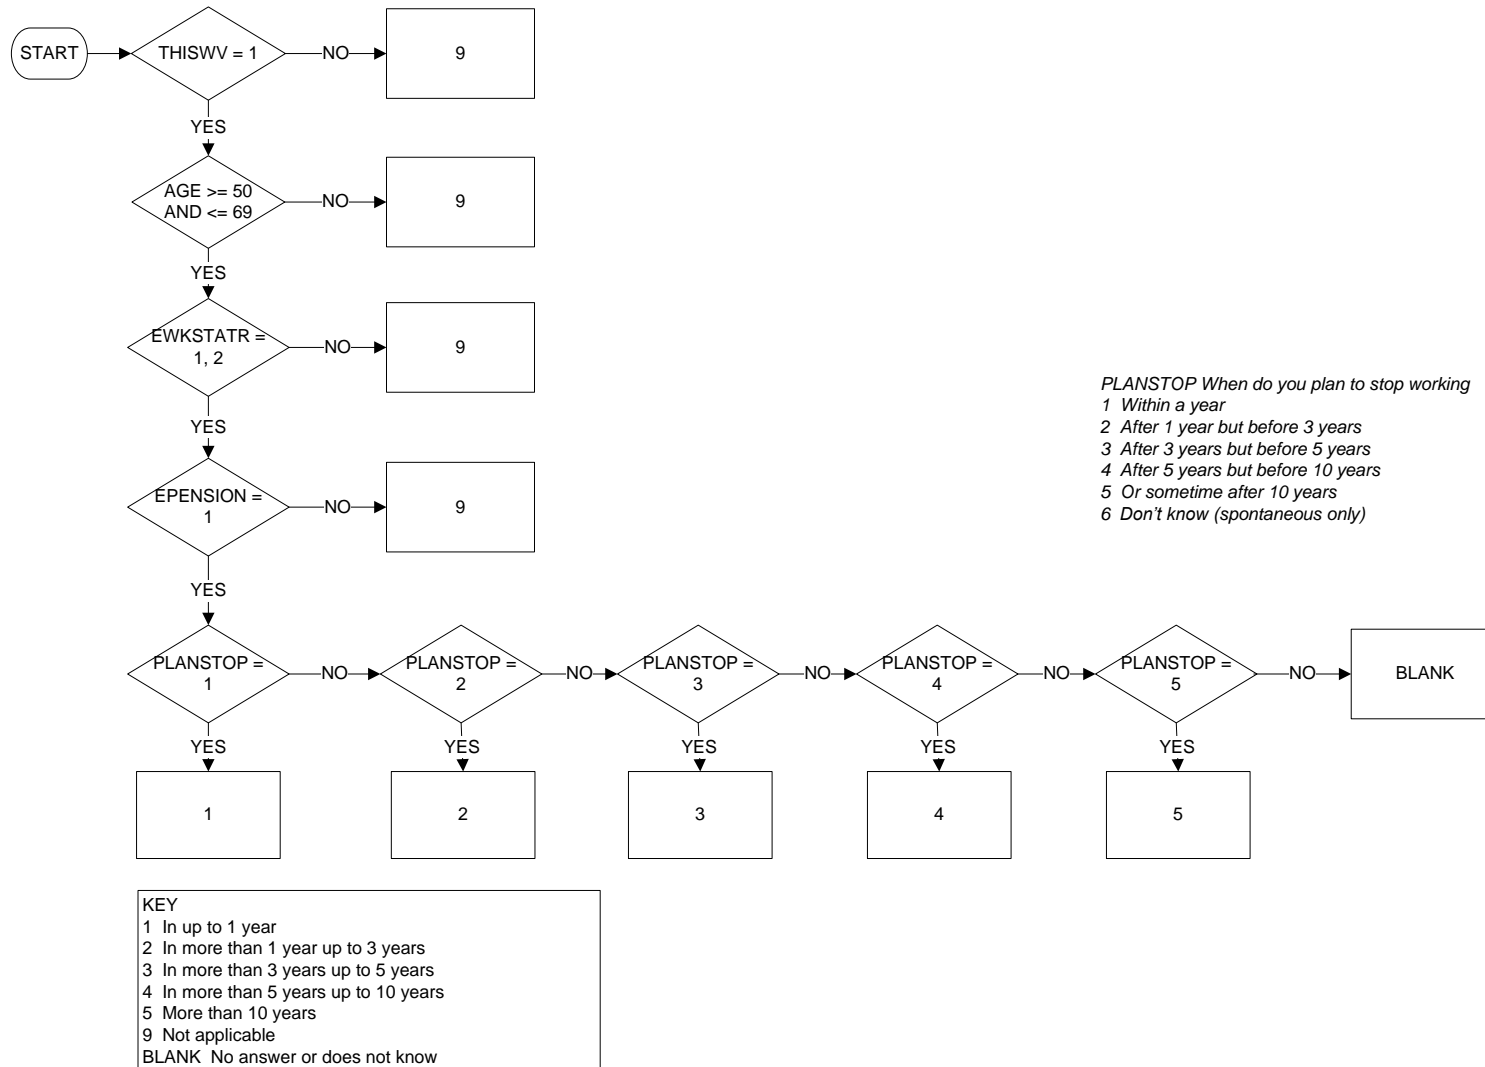 START
THISWV = 1
NO
9
YES
AGE >= 50
AND <= 69
NO
9
YES
EWKSTATR =
1, 2
NO
9
YES
EPENSION =
1
NO
9
YES
PLANSTOP When do you plan to stop working
1 Within a year
2 After 1 year but before 3 years
3 After 3 years but before 5 years
4 After 5 years but before 10 years
5 Or sometime after 10 years
6 Don't know (spontaneous only)
PLANSTOP =
1
NO
PLANSTOP =
2
NO
PLANSTOP =
3
NO
PLANSTOP =
4
NO
PLANSTOP =
5
NO
BLANK
YES
YES
YES
YES
YES
1
2
3
4
5
KEY
1 In up to 1 year
2 In more than 1 year up to 3 years
3 In more than 3 years up to 5 years
4 In more than 5 years up to 10 years
5 More than 10 years
9 Not applicable
BLANK No answer or does not know